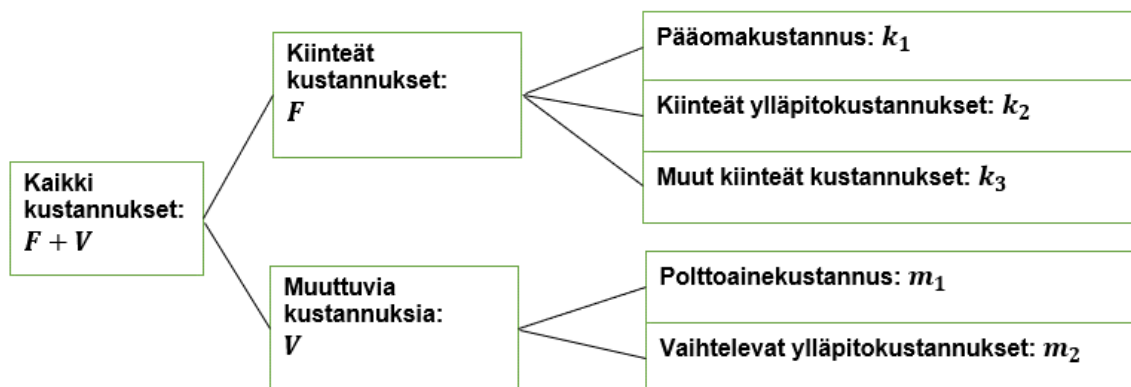 Kaikki
kustannukset:
F + V
Kiinteät
kustannukset:
F
Muuttuvia
kustannuksia:
V
Pääomakustannus: k₁
Kiinteät ylläpitokustannukset: k₂
Muut kiinteät kustannukset: k₃
Polttoainekustannus: m₁
Vaihtelevat ylläpitokustannukset: m₂